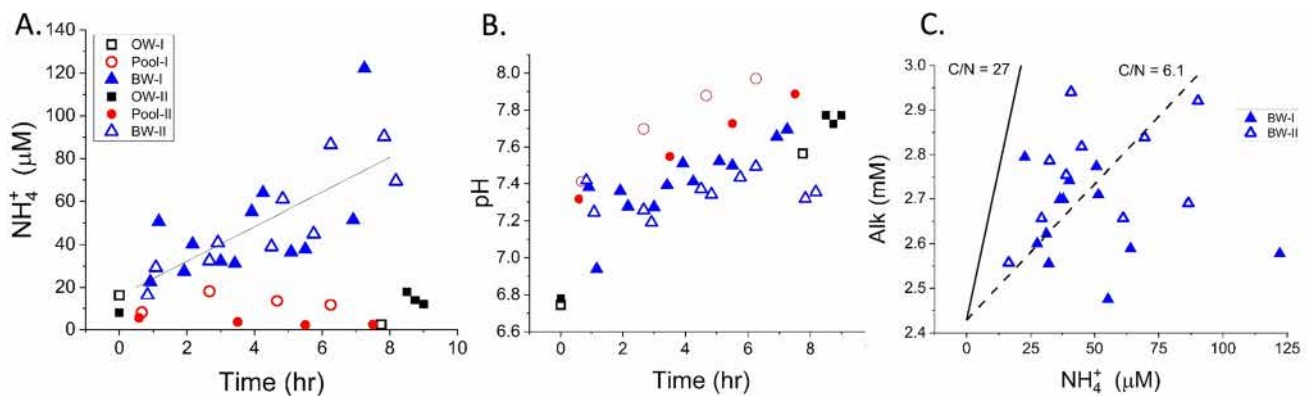 A.
140
120
100
80
60
40
20
0
NH₄⁺ (μM)
OW-I
Pool-I
BW-I
OW-II
Pool-II
BW-II
0 2 4 6 8 10
Time (hr)
B.
8.0
7.8
7.6
7.4
7.2
7.0
6.8
6.6
pH
0 2 4 6 8
Time (hr)
C.
3.0
2.9
2.8
2.7
2.6
2.5
2.4
Alk (mM)
C/N = 27
C/N = 6.1
BW-I
BW-II
0 25 50 75 100 125
NH₄⁺ (μM)